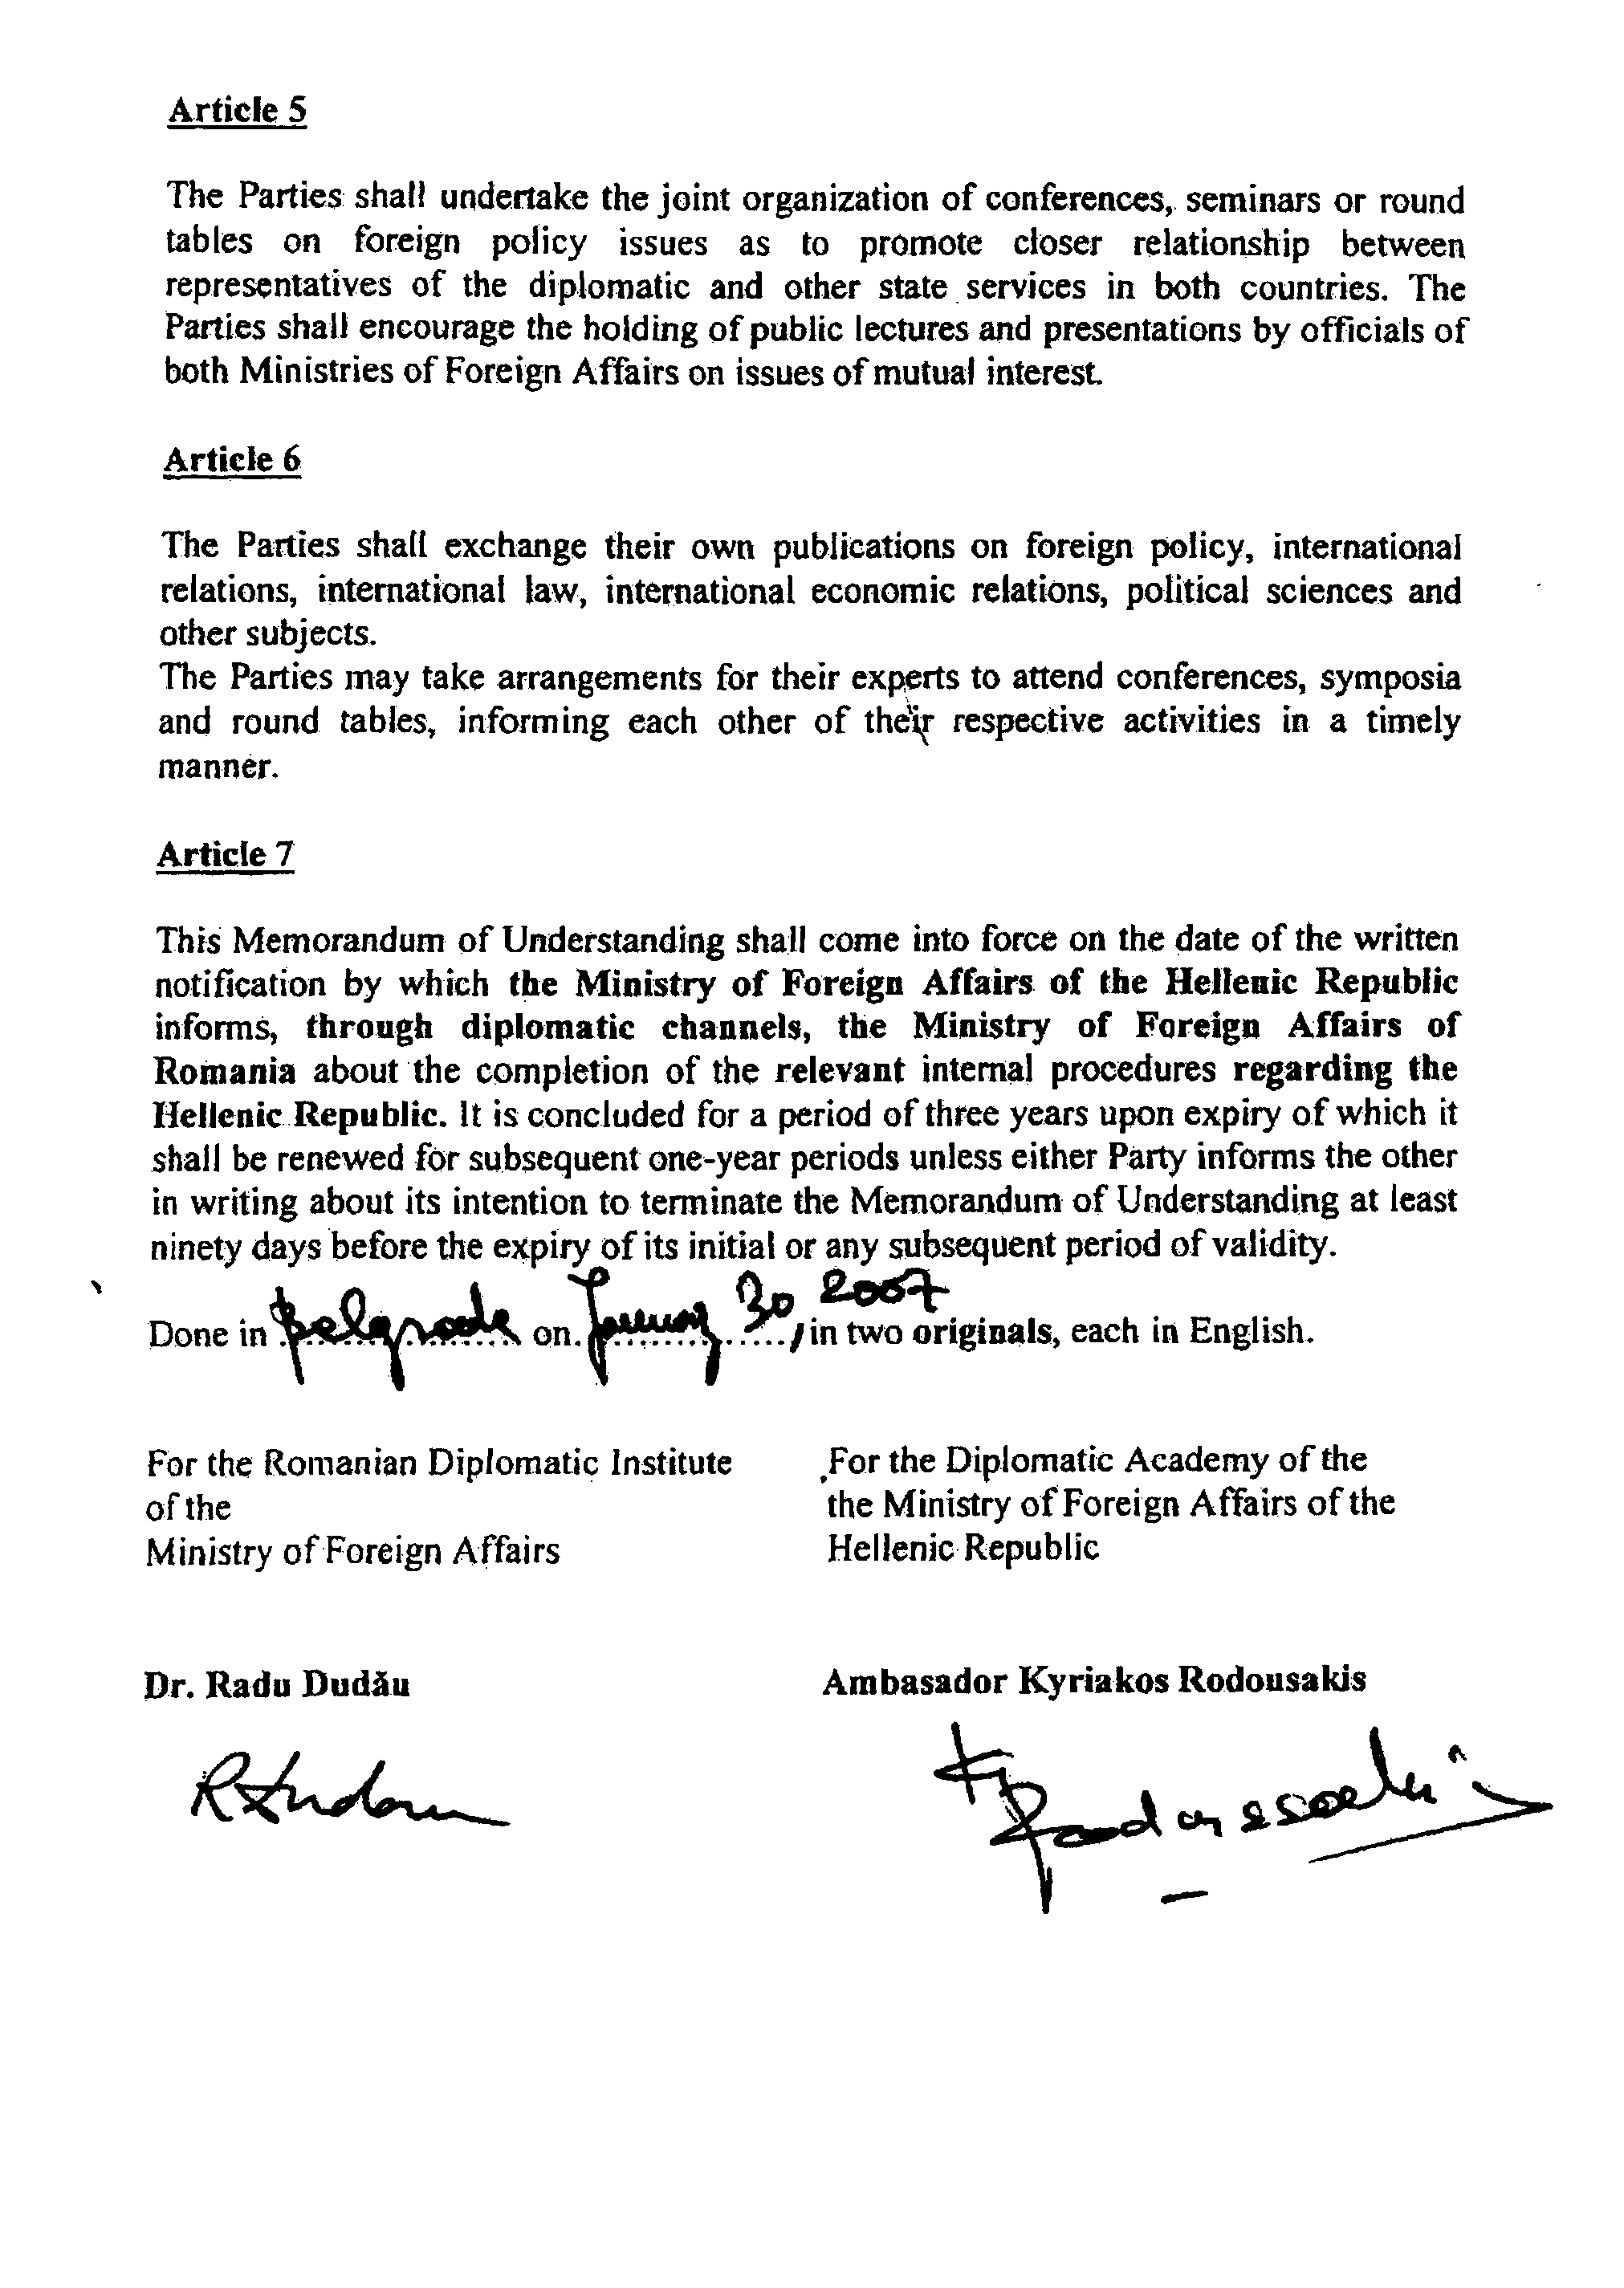 Article 5
The Parties shall undertake the joint organization of conferences, seminars or round
tables on foreign policy issues as to promote closer relationship between
representatives of the diplomatic and other state services in both countries. The
Parties shall encourage the holding of public lectures and presentations by officials of
both Ministries of Foreign Affairs on issues of mutual interest.
Article 6
The Parties shall exchange their own publications on foreign policy, international
relations, international law, international economic relations, political sciences and
other subjects.
The Parties may take arrangements for their experts to attend conferences, symposia
and round tables, informing each other of their respective activities in a timely
manner.
Article 7
This Memorandum of Understanding shall come into force on the date of the written
notification by which the Ministry of Foreign Affairs of the Hellenic Republic
informs, through diplomatic channels, the Ministry of Foreign Affairs of
Romania about the completion of the relevant internal procedures regarding the
Hellenic Republic. It is concluded for a period of three years upon expiry of which it
shall be renewed for subsequent one-year periods unless either Party informs the other
in writing about its intention to terminate the Memorandum of Understanding at least
ninety days before the expiry of its initial or any subsequent period of validity.
Done in Belgrade on January 30 2007, in two originals, each in English.
For the Romanian Diplomatic Institute
of the
Ministry of Foreign Affairs
For the Diplomatic Academy of the
the Ministry of Foreign Affairs of the
Hellenic Republic
Dr. Radu Dudău
Ambasador Kyriakos Rodousakis